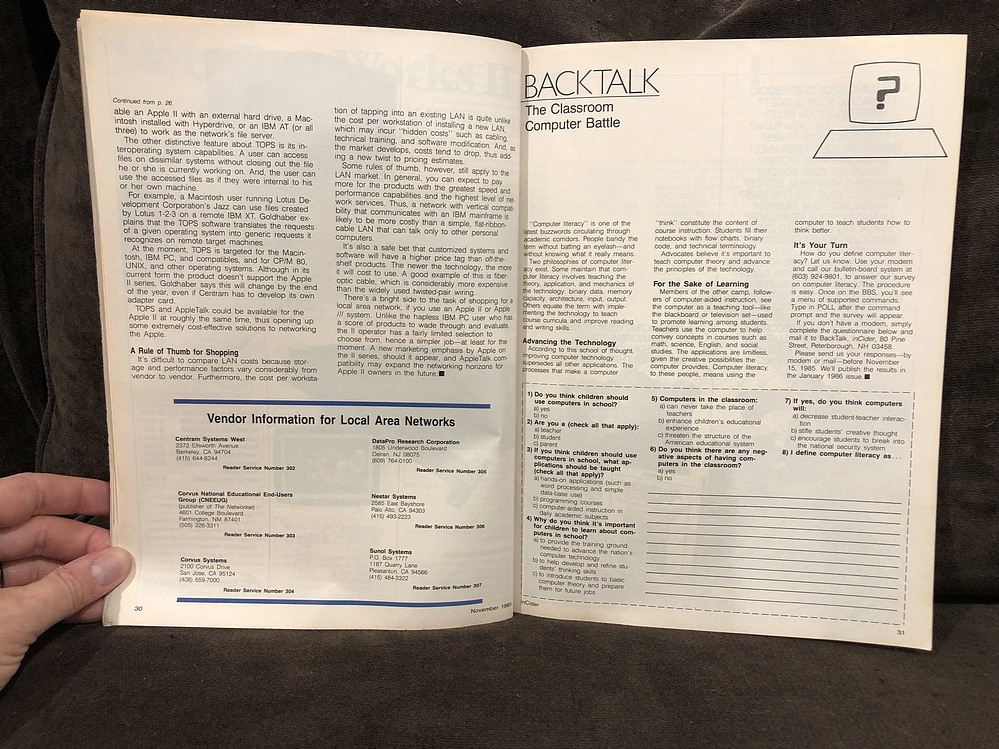 Continued from p. 26.
able an Apple II with an external hard drive, a Mac-
intosh installed with Hyperdrive, or an IBM AT (or all
three) to work as the network's file server.
The other distinctive feature about TOPS is its in-
teroperating system capabilities. A user can access
files on dissimilar systems without closing out the file
he or she is currently working on. And, the user can
use the accessed files as if they were internal to his
or her own machine.
For example, a Macintosh user running Lotus De-
velopment Corporation's Jazz can use files created
by Lotus 1-2-3 on a remote IBM XT. Goldhaber ex-
plains that the TOPS software translates the requests
of a given operating system into generic requests it
recognizes on remote target machines.
At the moment, TOPS is targeted for the Macin-
tosh, IBM PC, and compatibles, and for CP/M 80,
UNIX, and other operating systems. Although in its
current form the product doesn't support the Apple
II series, Goldhaber says this will change by the end
of the year, even if Centram has to develop its own
adapter card.
TOPS and AppleTalk could be available for the
Apple II at roughly the same time, thus opening up
some extremely cost-effective solutions to networking
the Apple.
A Rule of Thumb for Shopping
It's difficult to compare LAN costs because stor-
age and performance factors vary considerably from
vendor to vendor. Furthermore, the cost per worksta-
tion of tapping into an existing LAN is quite unlike
the cost per workstation of installing a new LAN,
which may incur "hidden costs" such as cabling,
technical training, and software modification. And, as
the market develops, costs tend to drop, thus add-
ing a new twist to pricing estimates.
Some rules of thumb, however, still apply to the
LAN market. In general, you can expect to pay
more for the products with the greatest speed and
performance capabilities and the highest level of net-
work services. Thus, a network with vertical compati-
bility that communicates with an IBM mainframe is
likely to be more costly than a simple, flat-ribbon-
cable LAN that can talk only to other personal
computers.
It's also a safe bet that customized systems and
software will have a higher price tag than off-the-
shelf products. The newer the technology, the more
it will cost to use. A good example of this is fiber-
optic cable, which is considerably more expensive
than the widely used twisted-pair wiring.
There's a bright side to the task of shopping for a
local area network, if you use an Apple II or Apple
/// system. Unlike the hapless IBM PC user who has
a score of products to wade through and evaluate,
the II operator has a fairly limited selection to
choose from, hence a simpler job—at least for the
moment. A new marketing emphasis by Apple on
the II series, should it appear, and AppleTalk com-
patibility may expand the networking horizons for
Apple II owners in the future.■
Vendor Information for Local Area Networks
Centram Systems West
2372 Ellsworth Avenue
Berkeley, CA 94704
(415) 644-8244
Reader Service Number 302
Corvus National Educational End-Users
Group (CNEEUG)
(publisher of The Networker)
4601 College Boulevard
Farmington, NM 87401
(505) 326-3311
Reader Service Number 303
Corvus Systems
2100 Corvus Drive
San Jose, CA 95124
(408) 559-7000
Reader Service Number 304
DataPro Research Corporation
1805 Underwood Boulevard
Delran, NJ 08075
(609) 764-0100
Reader Service Number 305
Nestar Systems
2585 East Bayshore
Palo Alto, CA 94303
(415) 493-2223
Reader Service Number 306
Sunol Systems
P.O. Box 1777
1187 Quarry Lane
Pleasanton, CA 94566
(415) 484-3322
Reader Service Number 307
30
November 1985
BACKTALK
The Classroom
Computer Battle
?
"Computer literacy" is one of the
latest buzzwords circulating through
academic corridors. People bandy the
term without batting an eyelash—and
without knowing what it really means.
Two philosophies of computer liter-
acy exist. Some maintain that com-
puter literacy involves teaching the
theory, application, and mechanics of
the technology: binary data, memory
capacity, architecture, input, output.
Others equate the term with imple-
menting the technology to teach
course curricula and improve reading
and writing skills.
Advancing the Technology
According to this school of thought,
improving computer technology
supersedes all other applications. The
processes that make a computer
"think" constitute the content of
course instruction. Students fill their
notebooks with flow charts, binary
code, and technical terminology.
Advocates believe it's important to
teach computer theory and advance
the principles of the technology.
For the Sake of Learning
Members of the other camp, follow-
ers of computer-aided instruction, see
the computer as a teaching tool—like
the blackboard or television set—used
to promote learning among students.
Teachers use the computer to help
convey concepts in courses such as
math, science, English, and social
studies. The applications are limitless,
given the creative possibilities the
computer provides. Computer literacy,
to these people, means using the
computer to teach students how to
think better.
It's Your Turn
How do you define computer liter-
acy? Let us know. Use your modem
and call our bulletin-board system at
(603) 924-9801, to answer our survey
on computer literacy. The procedure
is easy. Once on the BBS, you'll see
a menu of supported commands.
Type in POLL after the command
prompt and the survey will appear.
If you don't have a modem, simply
complete the questionnaire below and
mail it to BackTalk, inCider, 80 Pine
Street, Peterborough, NH 03458.
Please send us your responses—by
modem or mail—before November
15, 1985. We'll publish the results in
the January 1986 issue.■
1) Do you think children should
use computers in school?
a) yes
b) no
2) Are you a (check all that apply):
a) teacher
b) student
c) parent
3) If you think children should use
computers in school, what ap-
plications should be taught
(check all that apply)?
a) hands-on applications (such as
word processing and simple
data-base use)
b) programming courses
c) computer-aided instruction in
daily academic subjects
4) Why do you think it's important
for children to learn about com-
puters in school?
a) to provide the training ground
needed to advance the nation's
computer technology
b) to help develop and refine stu-
dents' thinking skills
c) to introduce students to basic
computer theory and prepare
them for future jobs
5) Computers in the classroom:
a) can never take the place of
teachers
b) enhance children's educational
experience
c) threaten the structure of the
American educational system
6) Do you think there are any neg-
ative aspects of having com-
puters in the classroom?
a) yes
b) no
7) If yes, do you think computers
will:
a) decrease student-teacher interac-
tion
b) stifle students' creative thought
c) encourage students to break into
the national security system
8) I define computer literacy as...
inCider
31